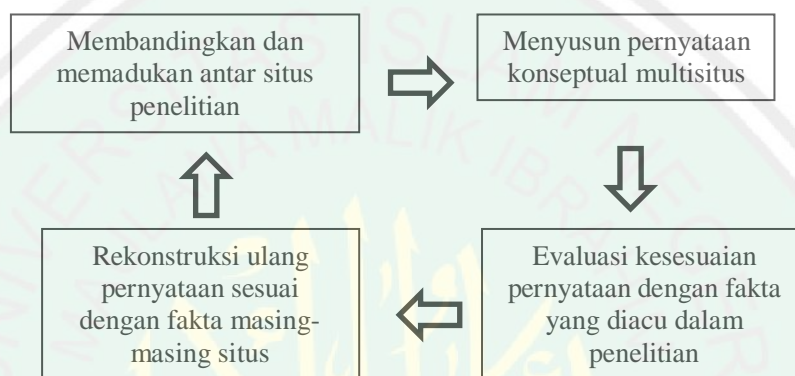 Membandingkan dan
memadukan antar situs
penelitian
Menyusun pernyataan
konseptual multisitus
Rekonstruksi ulang
pernyataan sesuai
dengan fakta masing-
masing situs
Evaluasi kesesuaian
pernyataan dengan fakta
yang diacu dalam
penelitian